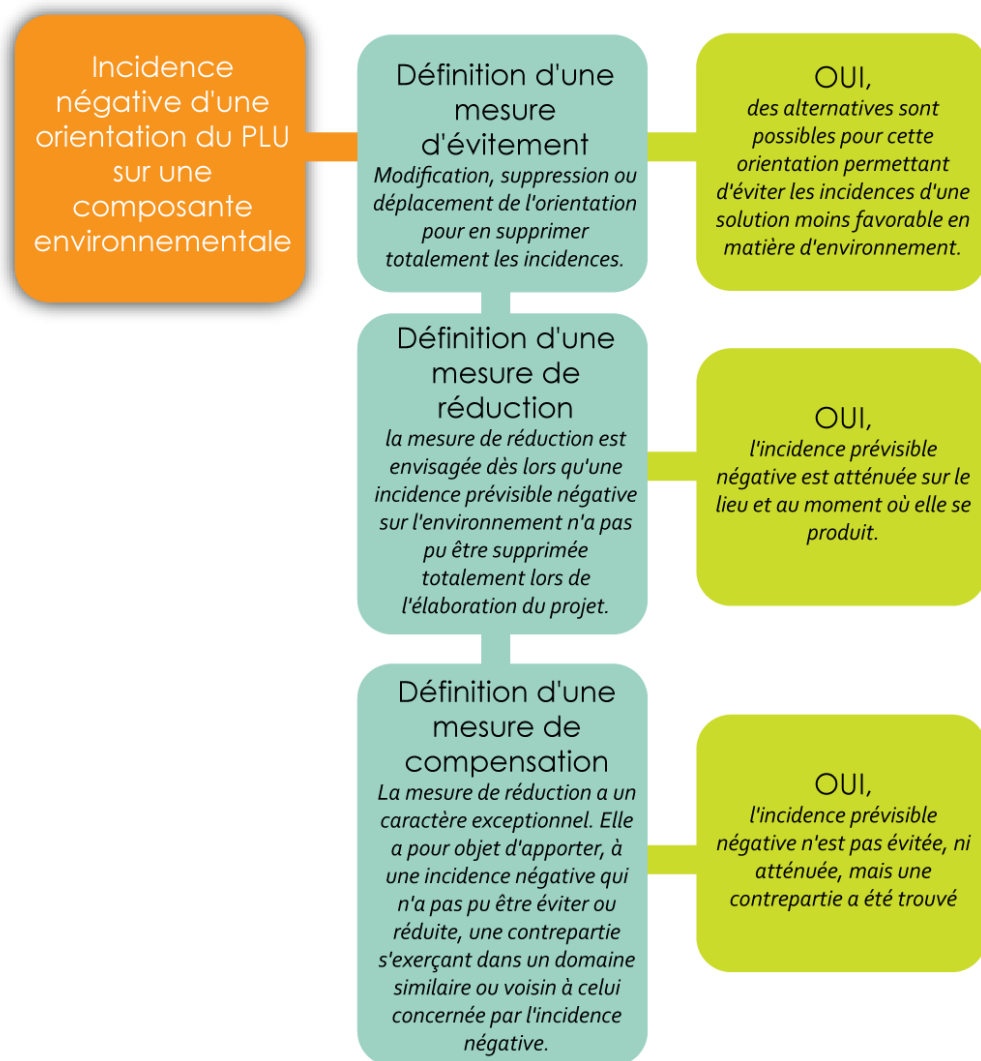 Incidence
négative d'une
orientation du PLU
sur une
composante
environnementale
Définition d'une
mesure
d'évitement
Modification, suppression ou
déplacement de l'orientation
pour en supprimer
totalement les incidences.
OUI,
des alternatives sont
possibles pour cette
orientation permettant
d'éviter les incidences d'une
solution moins favorable en
matière d'environnement.
Définition d'une
mesure de
réduction
la mesure de réduction est
envisagée dès lors qu'une
incidence prévisible négative
sur l'environnement n'a pas
pu être supprimée
totalement lors de
l'élaboration du projet.
OUI,
l'incidence prévisible
négative est atténuée sur le
lieu et au moment où elle se
produit.
Définition d'une
mesure de
compensation
La mesure de réduction a un
caractère exceptionnel. Elle
a pour objet d'apporter, à
une incidence négative qui
n'a pas pu être éviter ou
réduite, une contrepartie
s'exerçant dans un domaine
similaire ou voisin à celui
concernée par l'incidence
négative.
OUI,
l'incidence prévisible
négative n'est pas évitée, ni
atténuée, mais une
contrepartie a été trouvé